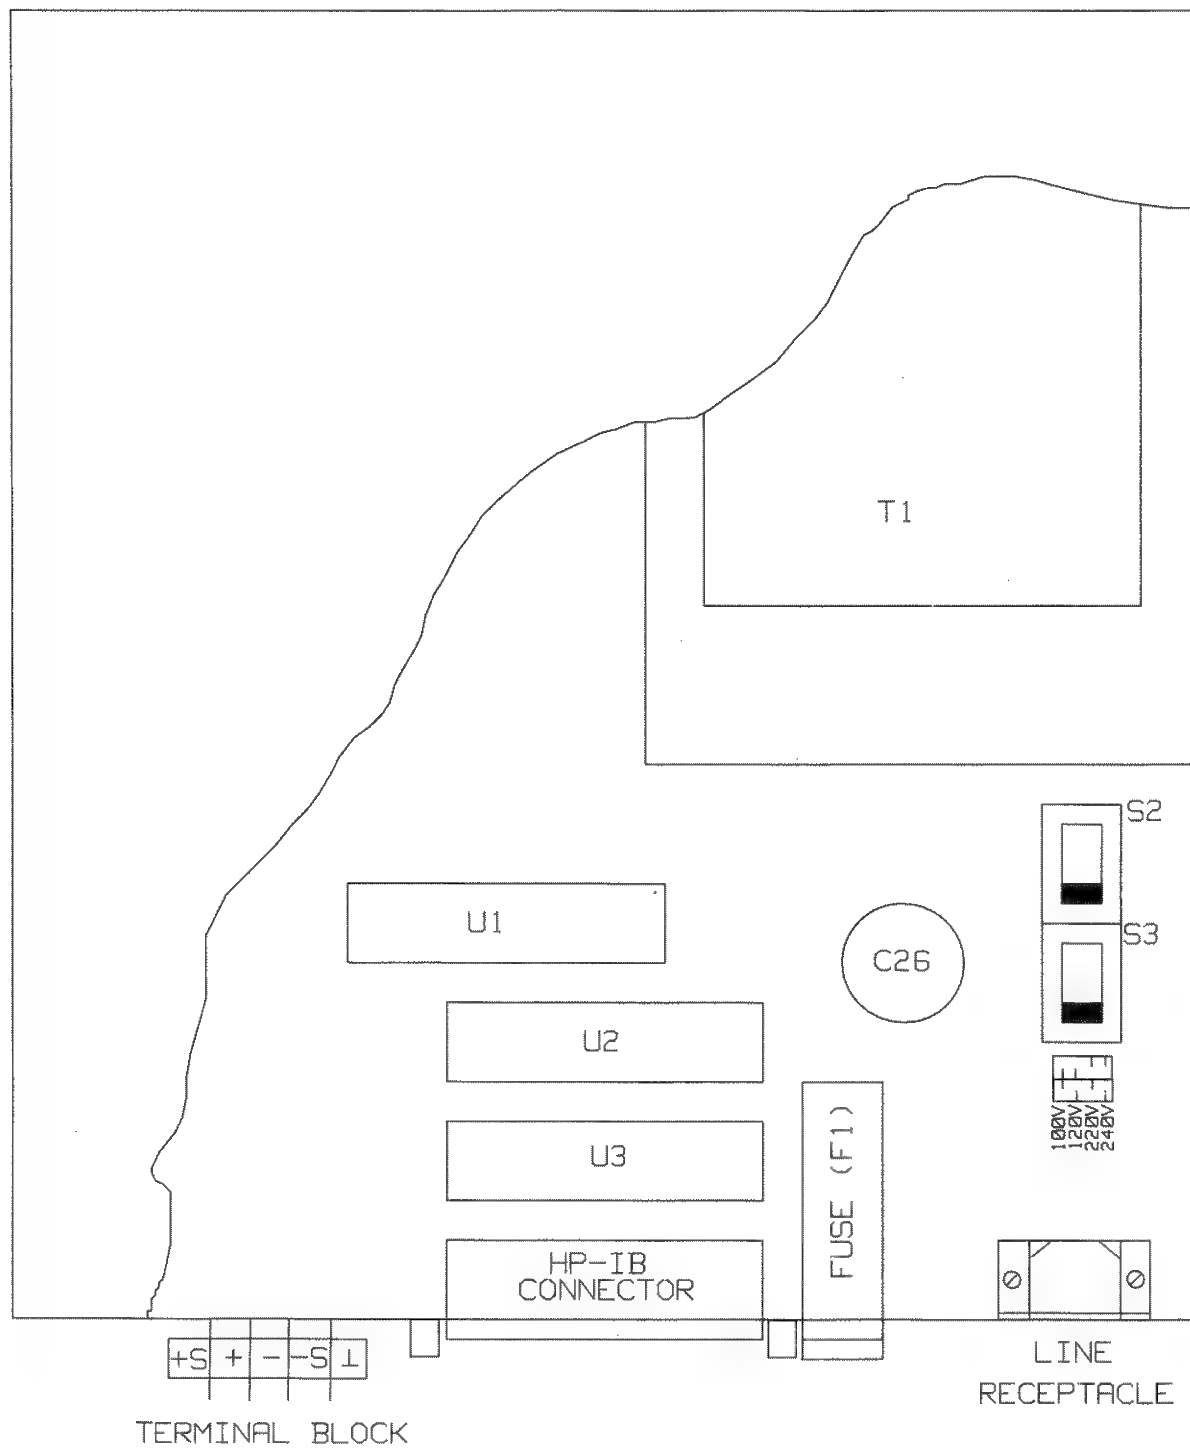 T1
S2
U1
S3
C26
U2
100V
120V
220V
240V
FUSE (F1)
U3
HP-IB
CONNECTOR
+S + - -S ⊥
LINE
RECEPTACLE
TERMINAL BLOCK